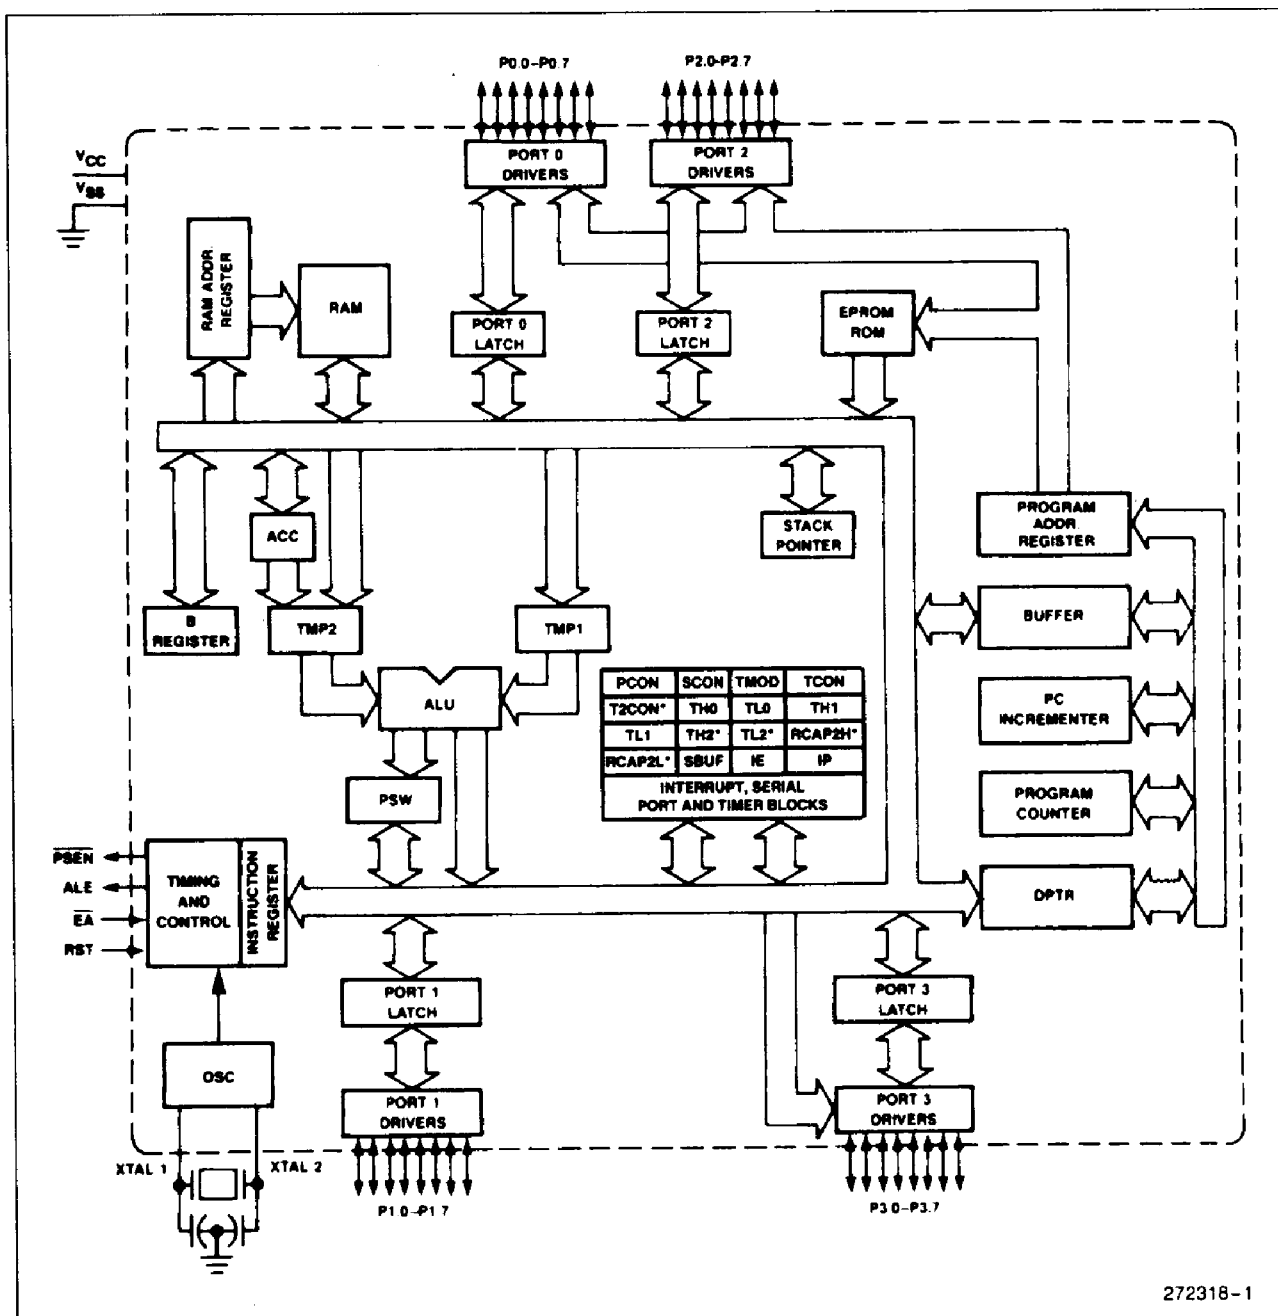 P0.0–P0.7
P2.0-P2.7
VCC
VSS
PORT 0
DRIVERS
PORT 2
DRIVERS
RAM ADDR
REGISTER
RAM
PORT 0
LATCH
PORT 2
LATCH
EPROM
ROM
ACC
STACK
POINTER
PROGRAM
ADDR.
REGISTER
B
REGISTER
TMP2
TMP1
BUFFER
ALU
PCON SCON TMOD TCON
T2CON* TH0 TL0 TH1
TL1 TH2* TL2* RCAP2H*
RCAP2L* SBUF IE IP
INTERRUPT, SERIAL
PORT AND TIMER BLOCKS
PC
INCREMENTER
PSW
PROGRAM
COUNTER
PSEN
ALE
EA
RST
TIMING
AND
CONTROL
INSTRUCTION
REGISTER
DPTR
PORT 1
LATCH
PORT 3
LATCH
OSC
PORT 1
DRIVERS
PORT 3
DRIVERS
XTAL 1
XTAL 2
P1.0–P1.7
P3.0–P3.7
272318-1